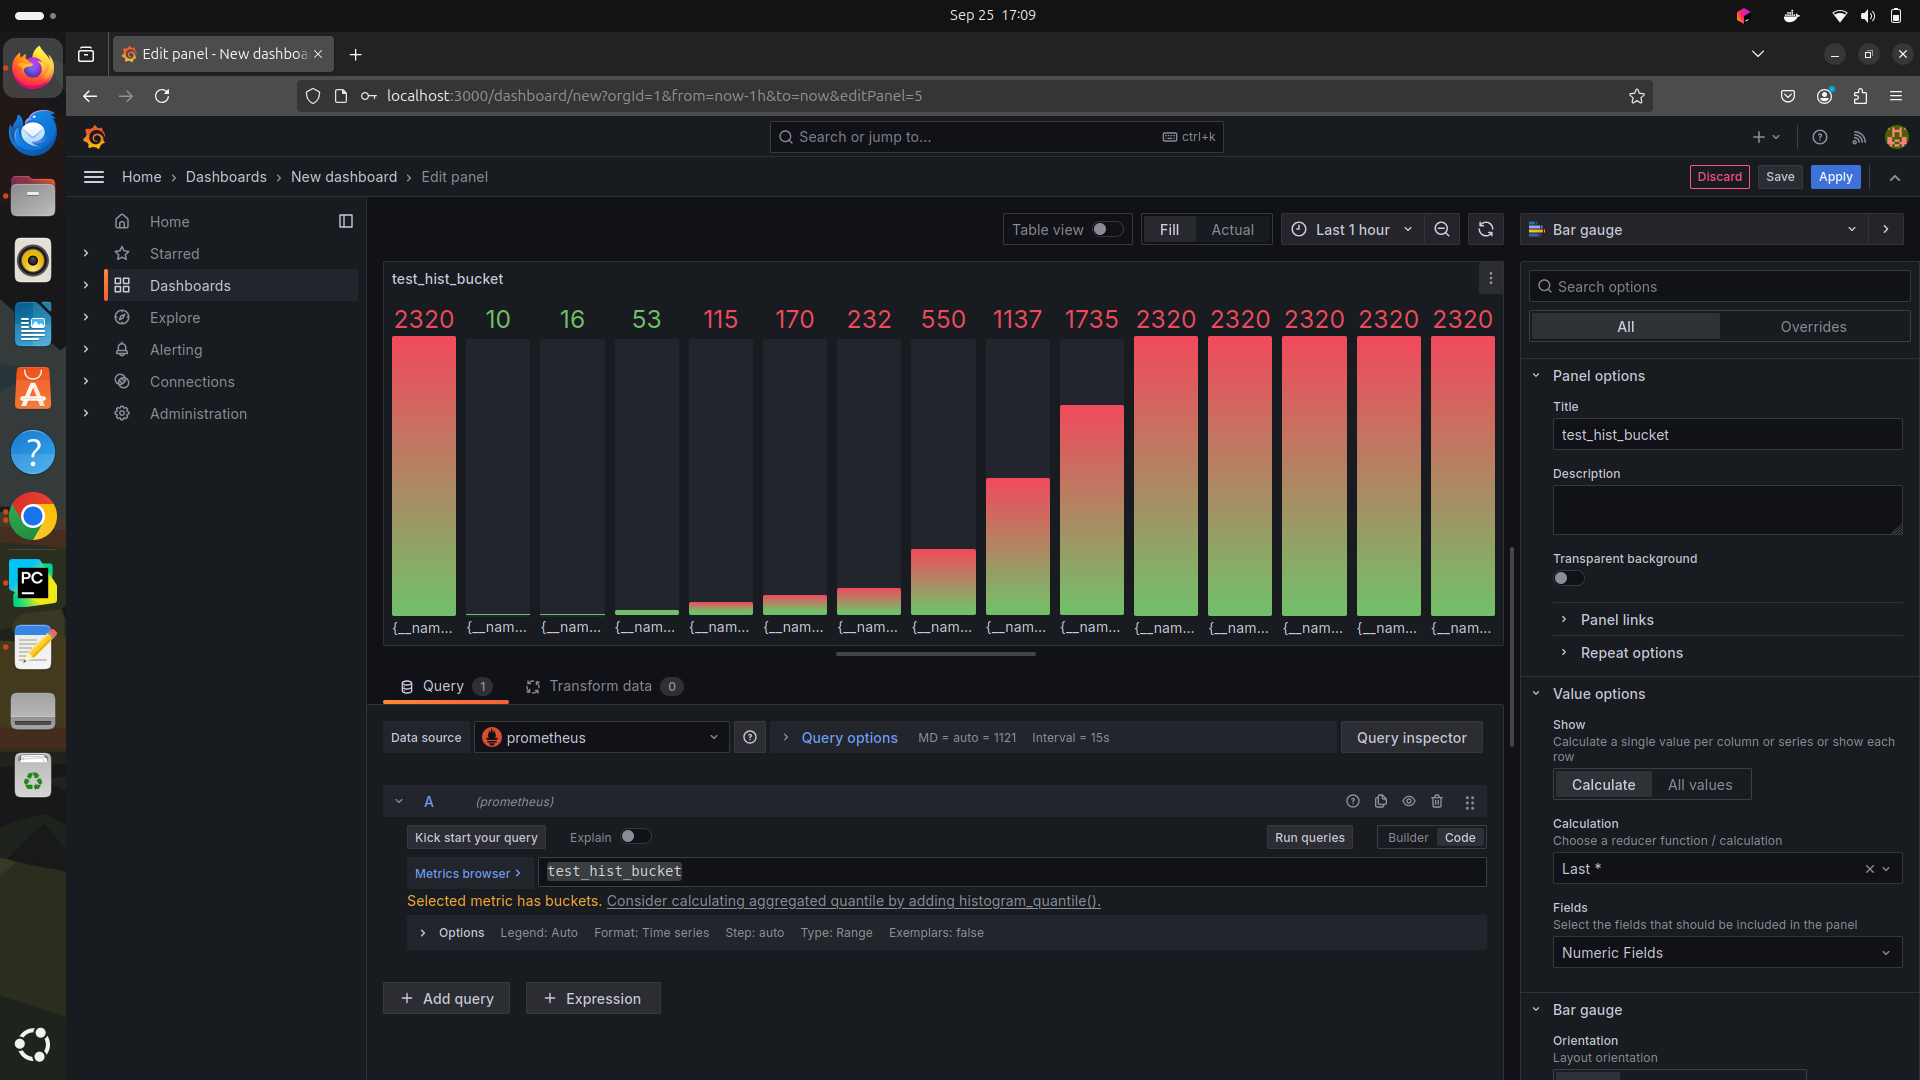 Sep 25 17:09
Edit panel - New dashboa
localhost:3000/dashboard/new?orgId=1&from=now-1h&to=now&editPanel=5
Search or jump to...
ctrl+k
Home › Dashboards › New dashboard › Edit panel
Discard
Save
Apply
Home
Starred
Dashboards
Explore
Alerting
Connections
Administration
Table view
Fill
Actual
Last 1 hour
test_hist_bucket
2320 10 16 53 115 170 232 550 1137 1735 2320 2320 2320 2320 2320
{__nam... {__nam... {__nam... {__nam... {__nam... {__nam... {__nam... {__nam... {__nam... {__nam... {__nam... {__nam... {__nam... {__nam... {__nam...
Query 1
Transform data 0
Data source
prometheus
Query options
MD = auto = 1121
Interval = 15s
Query inspector
A
(prometheus)
Kick start your query
Explain
Run queries
Builder
Code
Metrics browser
test_hist_bucket
Selected metric has buckets. Consider calculating aggregated quantile by adding histogram_quantile().
Options Legend: Auto Format: Time series Step: auto Type: Range Exemplars: false
+ Add query
+ Expression
Bar gauge
Search options
All
Overrides
Panel options
Title
test_hist_bucket
Description
Transparent background
Panel links
Repeat options
Value options
Show
Calculate a single value per column or series or show each
row
Calculate
All values
Calculation
Choose a reducer function / calculation
Last *
Fields
Select the fields that should be included in the panel
Numeric Fields
Bar gauge
Orientation
Layout orientation
PC